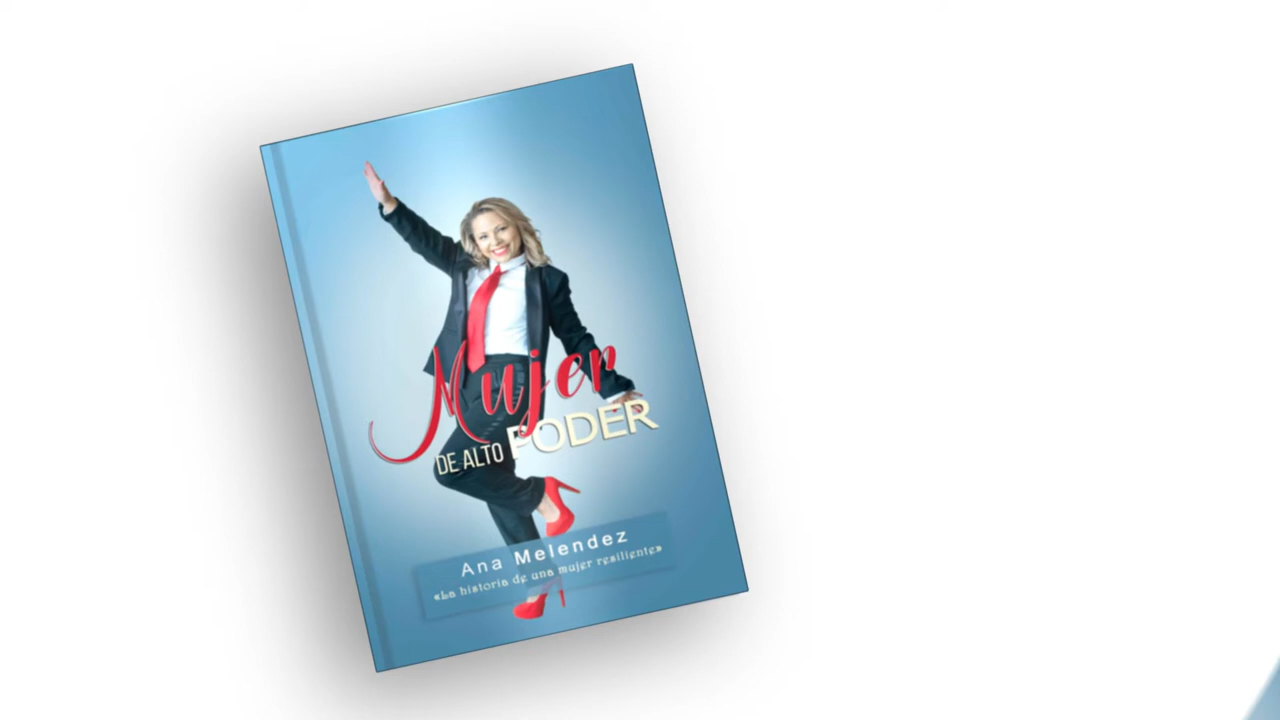 Mujer
DE ALTO PODER
Ana Melendez
«La historia de una mujer resiliente»